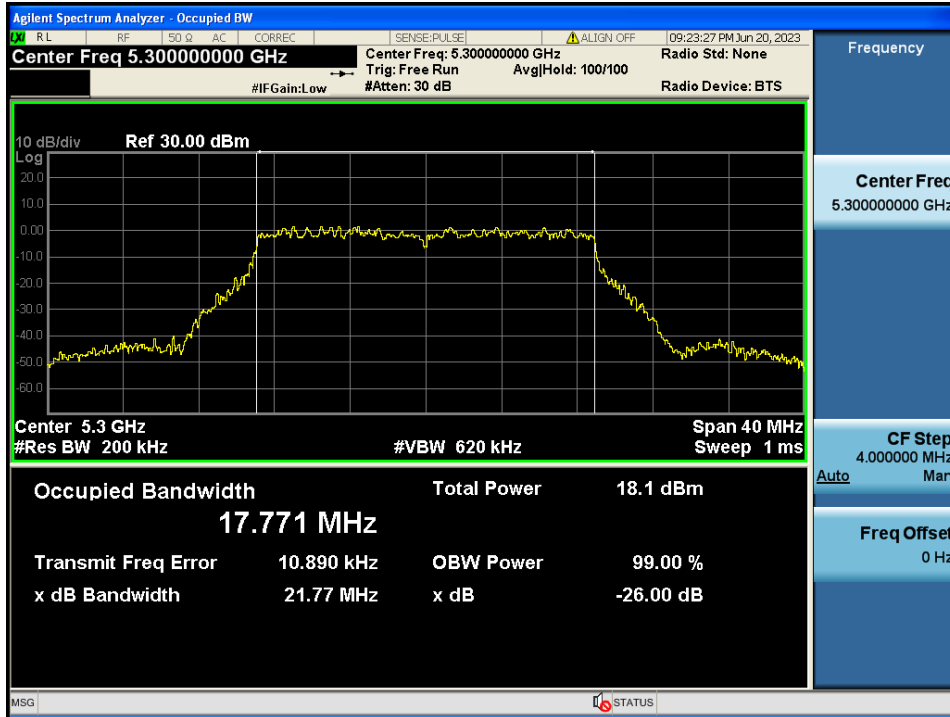 Agilent Spectrum Analyzer - Occupied BW
LXI RL RF 50 Ω AC CORREC SENSE:PULSE ALIGN OFF 09:23:27 PM Jun 20, 2023
Center Freq 5.300000000 GHz
Center Freq: 5.300000000 GHz
Radio Std: None
Trig: Free Run Avg|Hold: 100/100
#IFGain:Low
#Atten: 30 dB
Radio Device: BTS
Frequency
10 dB/div Ref 30.00 dBm
Log
20.0
10.0
0.00
-10.0
-20.0
-30.0
-40.0
-50.0
-60.0
Center 5.3 GHz Span 40 MHz
#Res BW 200 kHz #VBW 620 kHz Sweep 1 ms
Center Freq
5.300000000 GHz
CF Step
4.000000 MHz
Auto Man
Freq Offset
0 Hz
Occupied Bandwidth
17.771 MHz
Total Power 18.1 dBm
Transmit Freq Error 10.890 kHz OBW Power 99.00 %
x dB Bandwidth 21.77 MHz x dB -26.00 dB
MSG STATUS